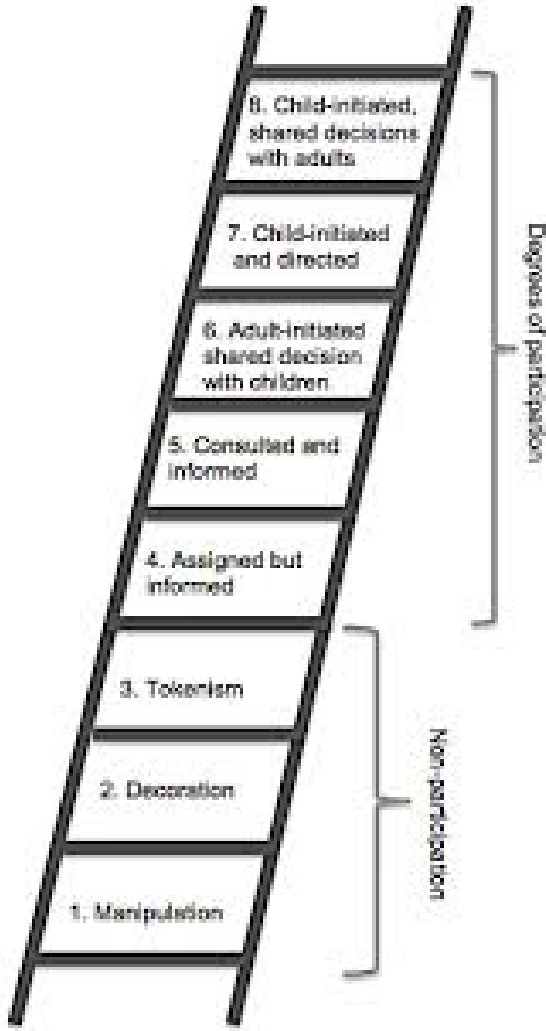 8. Child-initiated,
shared decisions
with adults
7. Child-initiated
and directed
6. Adult-initiated
shared decision
with children
5. Consulted and
informed
4. Assigned but
informed
3. Tokenism
2. Decoration
1. Manipulation
Degrees of participation
Non-participation